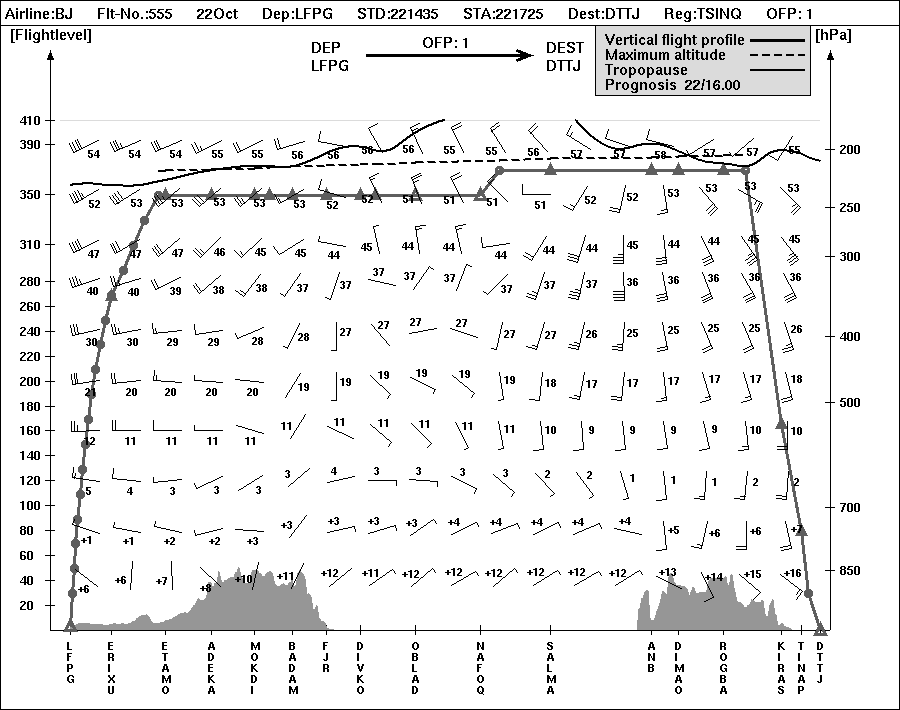 Airline:BJ Flt-No.:555 22Oct Dep:LFPG STD:221435 STA:221725 Dest:DTTJ Reg:TSINQ OFP: 1
[Flightlevel] [hPa]
DEP OFP: 1 DEST
LFPG DTTJ
Vertical flight profile
Maximum altitude
Tropopause
Prognosis 22/16.00
410
390 54 54 54 55 55 56 56 56 56 55 55 56 57 57 58 57 57 55 200
350 52 53 53 53 53 53 52 52 51 51 51 51 52 52 53 53 53 53 250
310 47 47 47 46 45 45 44 45 44 44 44 44 44 45 44 44 45 45 300
280 40 40 39 38 38 37 37 37 37 37 37 37 37 36 36 36 36 36
260
240 30 30 29 29 28 28 27 27 27 27 27 27 26 25 25 25 25 26 400
220
200 21 20 20 20 20 19 19 19 19 19 19 18 17 17 17 17 17 18
180 500
160 12 11 11 11 11 11 11 11 11 11 11 10 9 9 9 9 10 10
140
120 5 4 3 3 3 3 4 3 3 3 3 2 2 1 1 1 2 2
100 700
80 +1 +1 +2 +2 +3 +3 +3 +3 +3 +4 +4 +4 +4 +4 +5 +6 +6 +7
60
40 +6 +6 +7 +8 +10 +11 +12 +11 +12 +12 +12 +12 +12 +12 +13 +14 +15 +16 850
20
LFPG
ERIXU
ETAMO
ADEKA
MOKDI
BADAM
FJR
DIVKO
OBLAD
NAFOQ
SALMA
ANB
DIMAO
ROGBA
KIRAS
TINAP
DTTJ